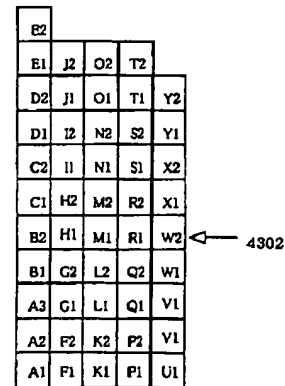 E2
E1 J2 O2 T2
D2 J1 O1 T1 Y2
D1 I2 N2 S2 Y1
C2 I1 N1 S1 X2
C1 H2 M2 R2 X1
B2 H1 M1 R1 W2 4302
B1 G2 L2 Q2 W1
A3 G1 L1 Q1 V1
A2 F2 K2 P2 V1
A1 F1 K1 P1 U1